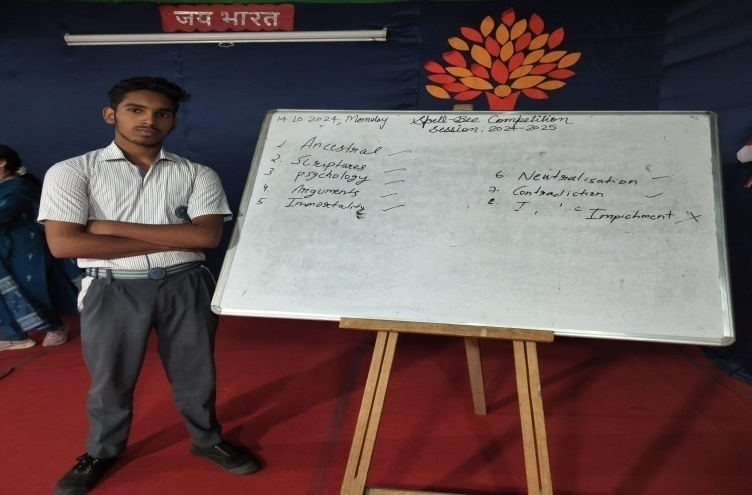 जय भारत
14-10-2024, Monday Spell-Bee Competition
Session: 2024-2025
1. Ancestral
2. Scriptures
3 Psychology
4 Arguments
5 Immortality
6 Neutralisation
7. Contradiction
8. Impichment X